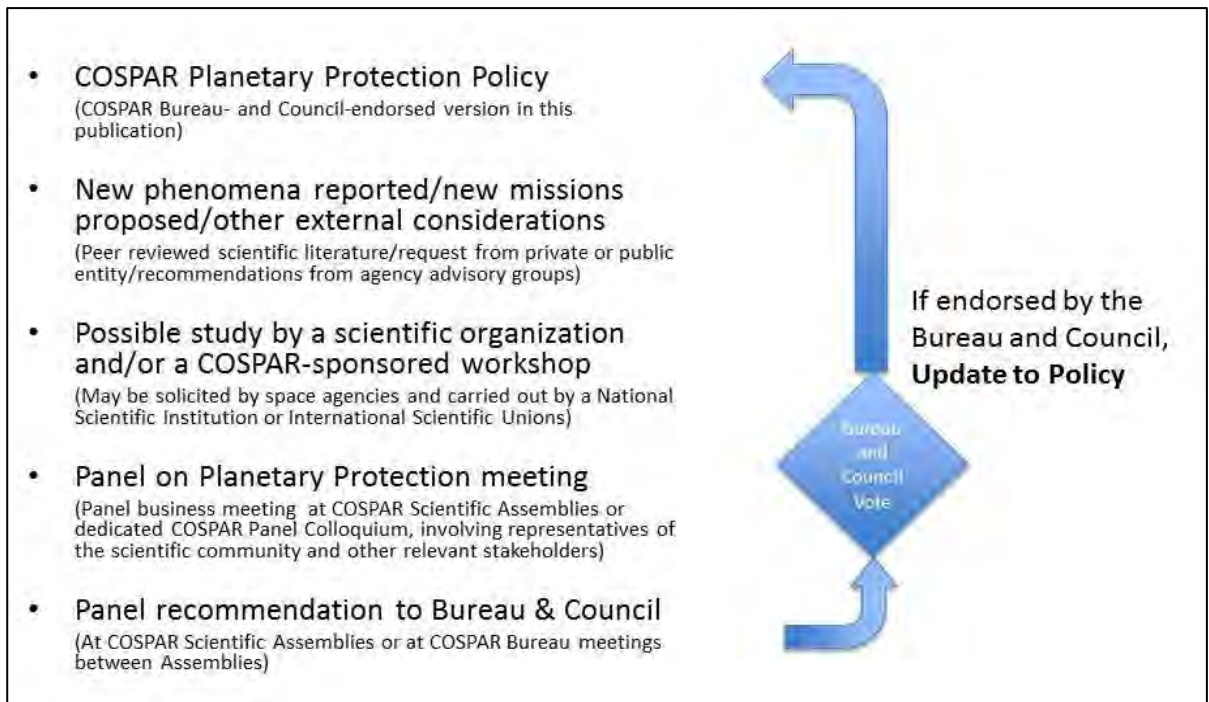 • COSPAR Planetary Protection Policy
(COSPAR Bureau- and Council-endorsed version in this
publication)
• New phenomena reported/new missions
proposed/other external considerations
(Peer reviewed scientific literature/request from private or public
entity/recommendations from agency advisory groups)
• Possible study by a scientific organization
and/or a COSPAR-sponsored workshop
(May be solicited by space agencies and carried out by a National
Scientific Institution or International Scientific Unions)
• Panel on Planetary Protection meeting
(Panel business meeting at COSPAR Scientific Assemblies or
dedicated COSPAR Panel Colloquium, involving representatives of
the scientific community and other relevant stakeholders)
• Panel recommendation to Bureau & Council
(At COSPAR Scientific Assemblies or at COSPAR Bureau meetings
between Assemblies)
If endorsed by the
Bureau and Council,
Update to Policy
Bureau
and
Council
Vote